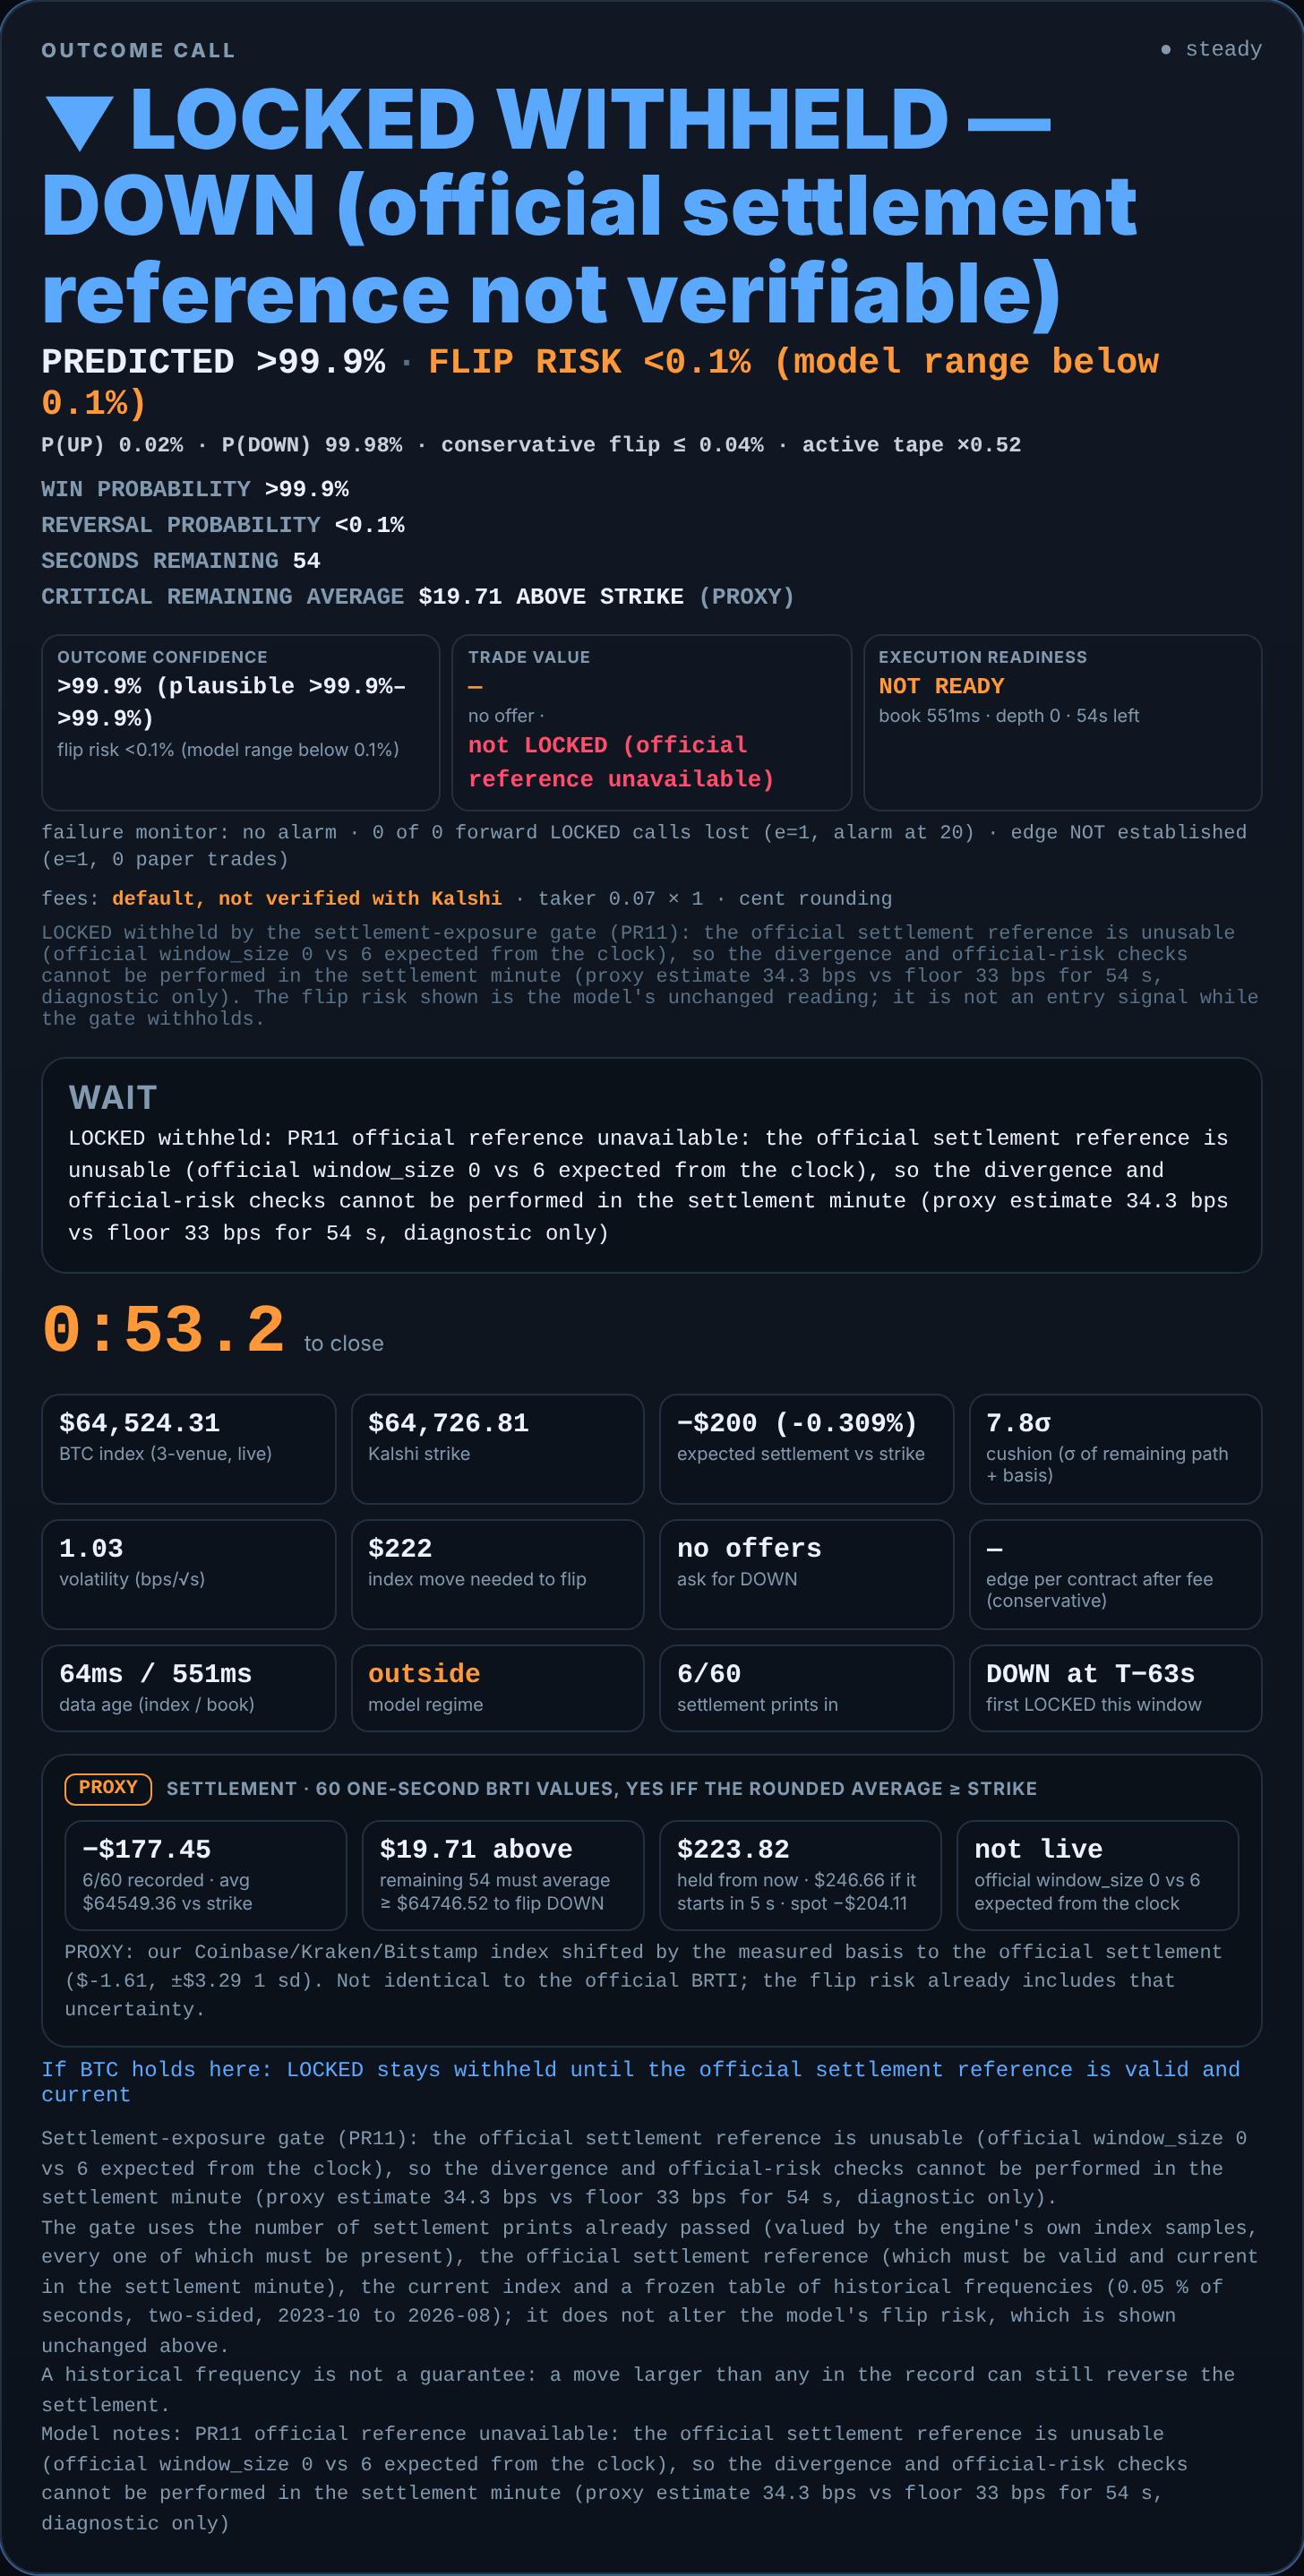 OUTCOME CALL
● steady
▼ LOCKED WITHHELD —
DOWN (official settlement
reference not verifiable)
PREDICTED >99.9% · FLIP RISK <0.1% (model range below
0.1%)
P(UP) 0.02% · P(DOWN) 99.98% · conservative flip ≤ 0.04% · active tape ×0.52
WIN PROBABILITY >99.9%
REVERSAL PROBABILITY <0.1%
SECONDS REMAINING 54
CRITICAL REMAINING AVERAGE $19.71 ABOVE STRIKE (PROXY)
OUTCOME CONFIDENCE
>99.9% (plausible >99.9%–
>99.9%)
flip risk <0.1% (model range below 0.1%)
TRADE VALUE
—
no offer ·
not LOCKED (official
reference unavailable)
EXECUTION READINESS
NOT READY
book 551ms · depth 0 · 54s left
failure monitor: no alarm · 0 of 0 forward LOCKED calls lost (e=1, alarm at 20) · edge NOT established
(e=1, 0 paper trades)
fees: default, not verified with Kalshi · taker 0.07 × 1 · cent rounding
LOCKED withheld by the settlement-exposure gate (PR11): the official settlement reference is unusable
(official window_size 0 vs 6 expected from the clock), so the divergence and official-risk checks
cannot be performed in the settlement minute (proxy estimate 34.3 bps vs floor 33 bps for 54 s,
diagnostic only). The flip risk shown is the model's unchanged reading; it is not an entry signal while
the gate withholds.
WAIT
LOCKED withheld: PR11 official reference unavailable: the official settlement reference is
unusable (official window_size 0 vs 6 expected from the clock), so the divergence and
official-risk checks cannot be performed in the settlement minute (proxy estimate 34.3 bps
vs floor 33 bps for 54 s, diagnostic only)
0:53.2 to close
$64,524.31
BTC index (3-venue, live)
$64,726.81
Kalshi strike
−$200 (-0.309%)
expected settlement vs strike
7.8σ
cushion (σ of remaining path
+ basis)
1.03
volatility (bps/√s)
$222
index move needed to flip
no offers
ask for DOWN
—
edge per contract after fee
(conservative)
64ms / 551ms
data age (index / book)
outside
model regime
6/60
settlement prints in
DOWN at T−63s
first LOCKED this window
PROXY SETTLEMENT · 60 ONE-SECOND BRTI VALUES, YES IFF THE ROUNDED AVERAGE ≥ STRIKE
−$177.45
6/60 recorded · avg
$64549.36 vs strike
$19.71 above
remaining 54 must average
≥ $64746.52 to flip DOWN
$223.82
held from now · $246.66 if it
starts in 5 s · spot −$204.11
not live
official window_size 0 vs 6
expected from the clock
PROXY: our Coinbase/Kraken/Bitstamp index shifted by the measured basis to the official settlement
($-1.61, ±$3.29 1 sd). Not identical to the official BRTI; the flip risk already includes that
uncertainty.
If BTC holds here: LOCKED stays withheld until the official settlement reference is valid and
current
Settlement-exposure gate (PR11): the official settlement reference is unusable (official window_size 0
vs 6 expected from the clock), so the divergence and official-risk checks cannot be performed in the
settlement minute (proxy estimate 34.3 bps vs floor 33 bps for 54 s, diagnostic only).
The gate uses the number of settlement prints already passed (valued by the engine's own index samples,
every one of which must be present), the official settlement reference (which must be valid and current
in the settlement minute), the current index and a frozen table of historical frequencies (0.05 % of
seconds, two-sided, 2023-10 to 2026-08); it does not alter the model's flip risk, which is shown
unchanged above.
A historical frequency is not a guarantee: a move larger than any in the record can still reverse the
settlement.
Model notes: PR11 official reference unavailable: the official settlement reference is unusable
(official window_size 0 vs 6 expected from the clock), so the divergence and official-risk checks
cannot be performed in the settlement minute (proxy estimate 34.3 bps vs floor 33 bps for 54 s,
diagnostic only)